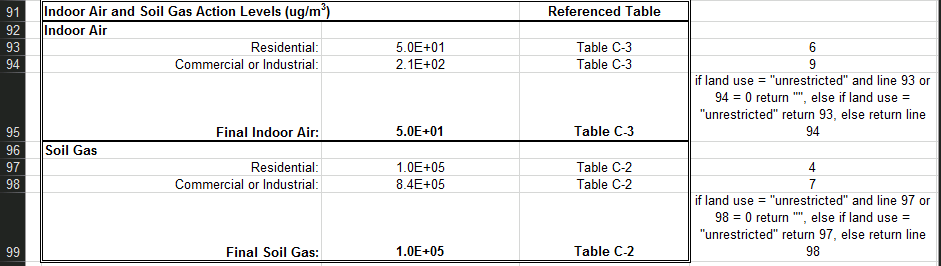 91 Indoor Air and Soil Gas Action Levels (ug/m³) Referenced Table
92 Indoor Air
93 Residential: 5.0E+01 Table C-3 6
94 Commercial or Industrial: 2.1E+02 Table C-3 9
if land use = "unrestricted" and line 93 or
94 = 0 return "", else if land use =
"unrestricted" return 93, else return line
95 Final Indoor Air: 5.0E+01 Table C-3 94
96 Soil Gas
97 Residential: 1.0E+05 Table C-2 4
98 Commercial or Industrial: 8.4E+05 Table C-2 7
if land use = "unrestricted" and line 97 or
98 = 0 return "", else if land use =
"unrestricted" return 97, else return line
99 Final Soil Gas: 1.0E+05 Table C-2 98